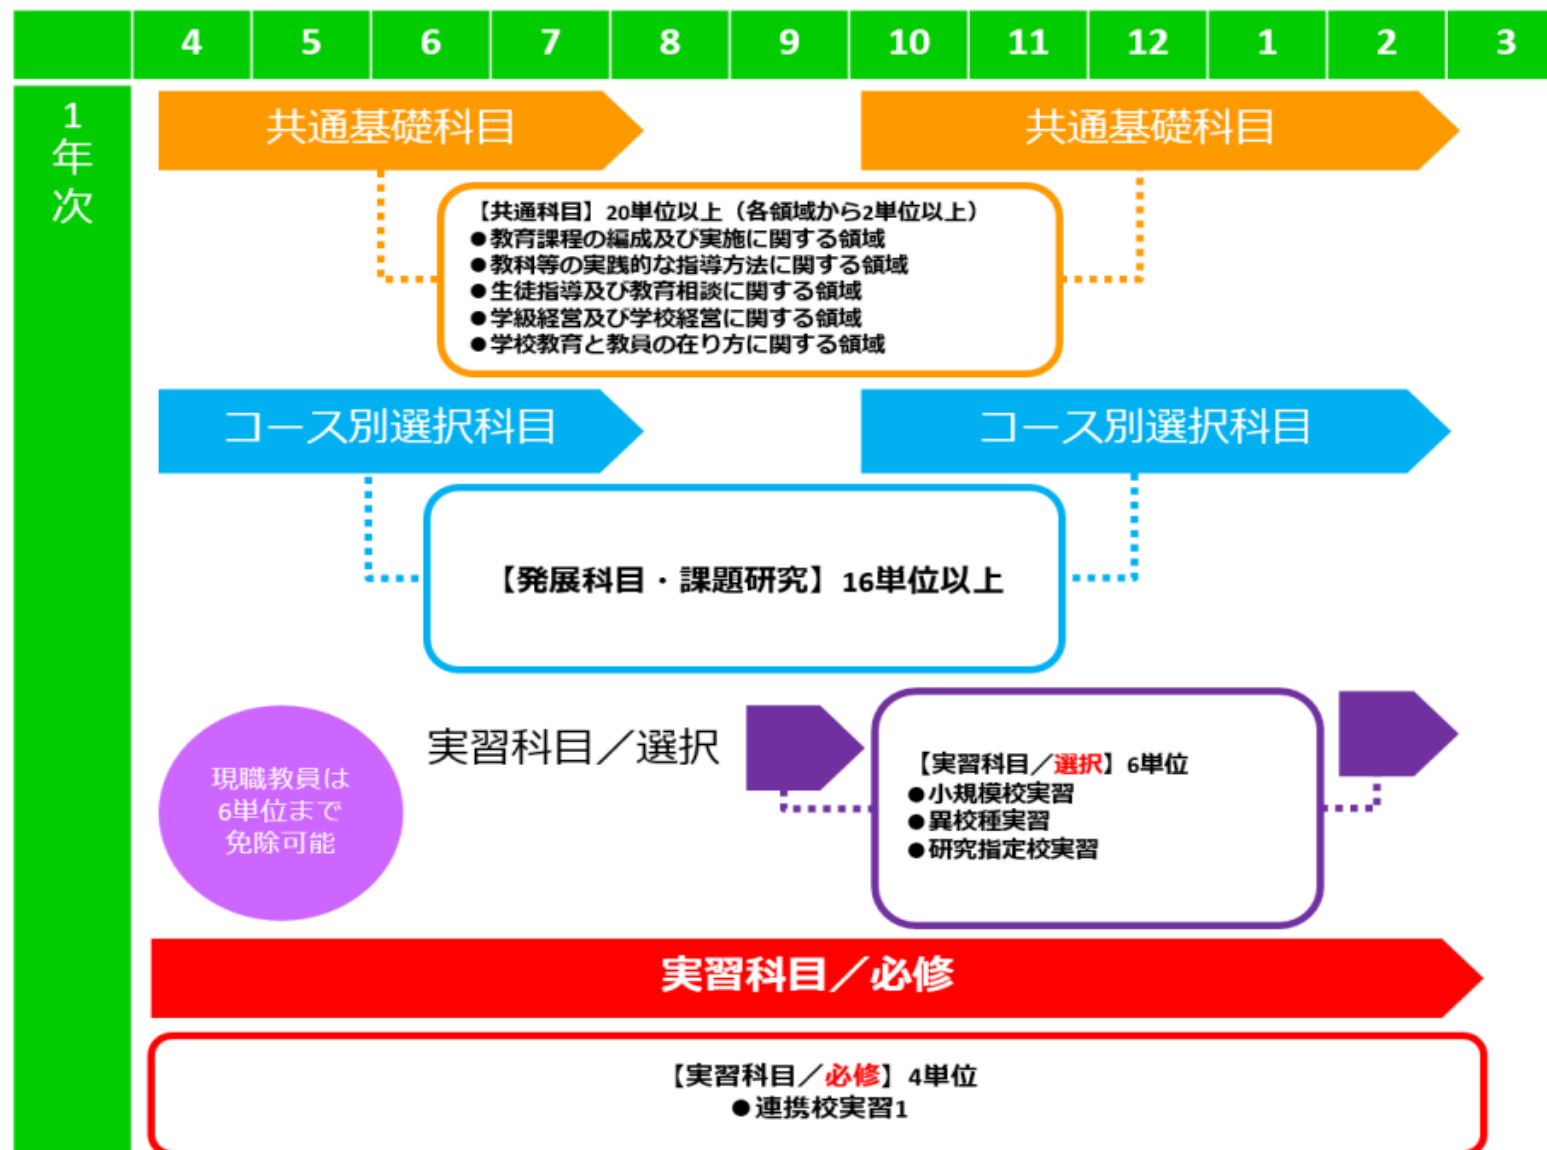 4 5 6 7 8 9 10 11 12 1 2 3
1年次
共通基礎科目
共通基礎科目
【共通科目】20単位以上（各領域から2単位以上）
●教育課程の編成及び実施に関する領域
●教科等の実践的な指導方法に関する領域
●生徒指導及び教育相談に関する領域
●学級経営及び学校経営に関する領域
●学校教育と教員の在り方に関する領域
コース別選択科目
コース別選択科目
【発展科目・課題研究】16単位以上
現職教員は
6単位まで
免除可能
実習科目／選択
【実習科目／選択】6単位
●小規模校実習
●異校種実習
●研究指定校実習
実習科目／必修
【実習科目／必修】4単位
●連携校実習1